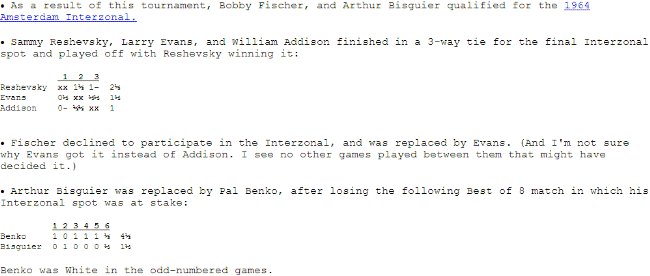 • As a result of this tournament, Bobby Fischer, and Arthur Bisguier qualified for the 1964
Amsterdam Interzonal.
• Sammy Reshevsky, Larry Evans, and William Addison finished in a 3-way tie for the final Interzonal
spot and played off with Reshevsky winning it:
1 2 3
Reshevsky xx 1½ 1- 2½
Evans 0½ xx ½½ 1½
Addison 0- ½½ xx 1
• Fischer declined to participate in the Interzonal, and was replaced by Evans. (And I'm not sure
why Evans got it instead of Addison. I see no other games played between them that might have
decided it.)
• Arthur Bisguier was replaced by Pal Benko, after losing the following Best of 8 match in which his
Interzonal spot was at stake:
1 2 3 4 5 6
Benko 1 0 1 1 1 ½ 4½
Bisguier 0 1 0 0 0 ½ 1½
Benko was White in the odd-numbered games.